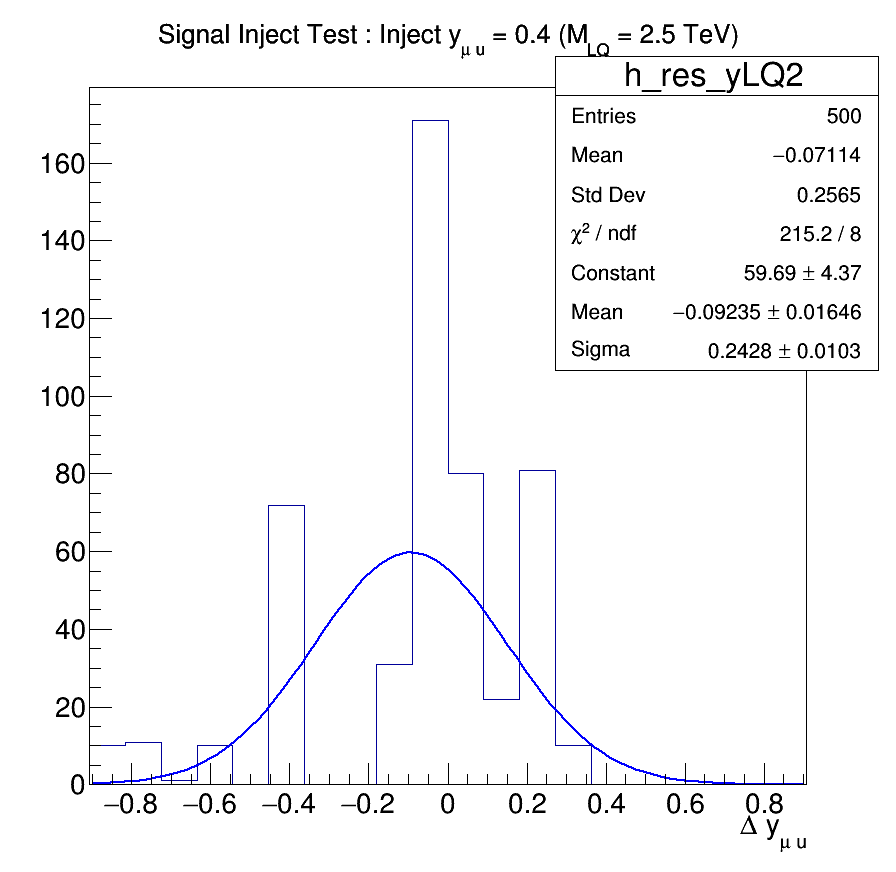 Signal Inject Test : Inject y_μu = 0.4 (M_LQ = 2.5 TeV)
h_res_yLQ2
Entries 500
Mean −0.07114
Std Dev 0.2565
χ² / ndf 215.2 / 8
Constant 59.69 ± 4.37
Mean −0.09235 ± 0.01646
Sigma 0.2428 ± 0.0103
160
140
120
100
80
60
40
20
0
−0.8 −0.6 −0.4 −0.2 0 0.2 0.4 0.6 0.8
Δ y_μu